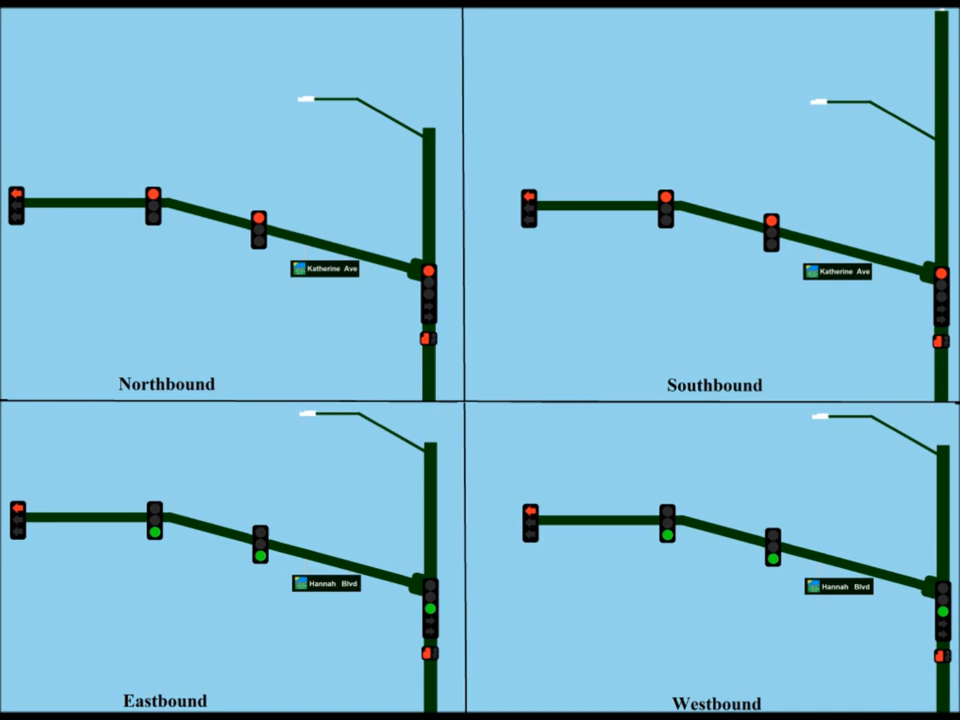 Katherine Ave
Katherine Ave
Northbound
Southbound
Hannah Blvd
Hannah Blvd
Eastbound
Westbound